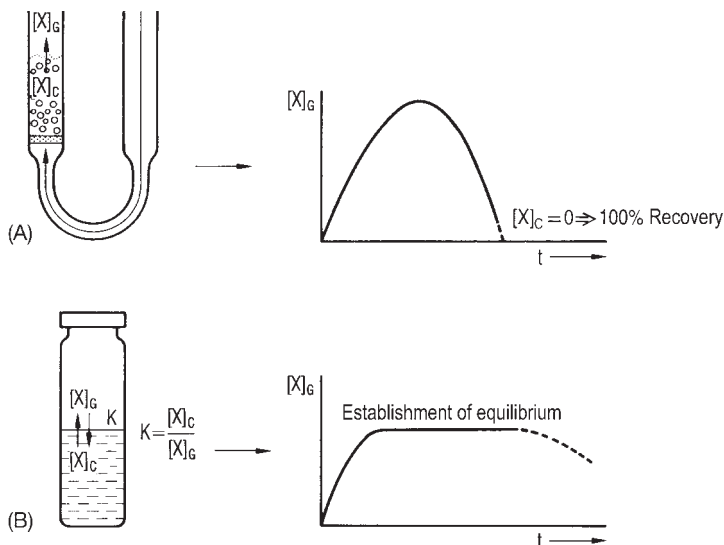 [X]G
[X]C
(A)
[X]G
[X]C = 0 ⇒ 100% Recovery
t
[X]G
K
[X]C
K = [X]C / [X]G
(B)
[X]G
Establishment of equilibrium
t